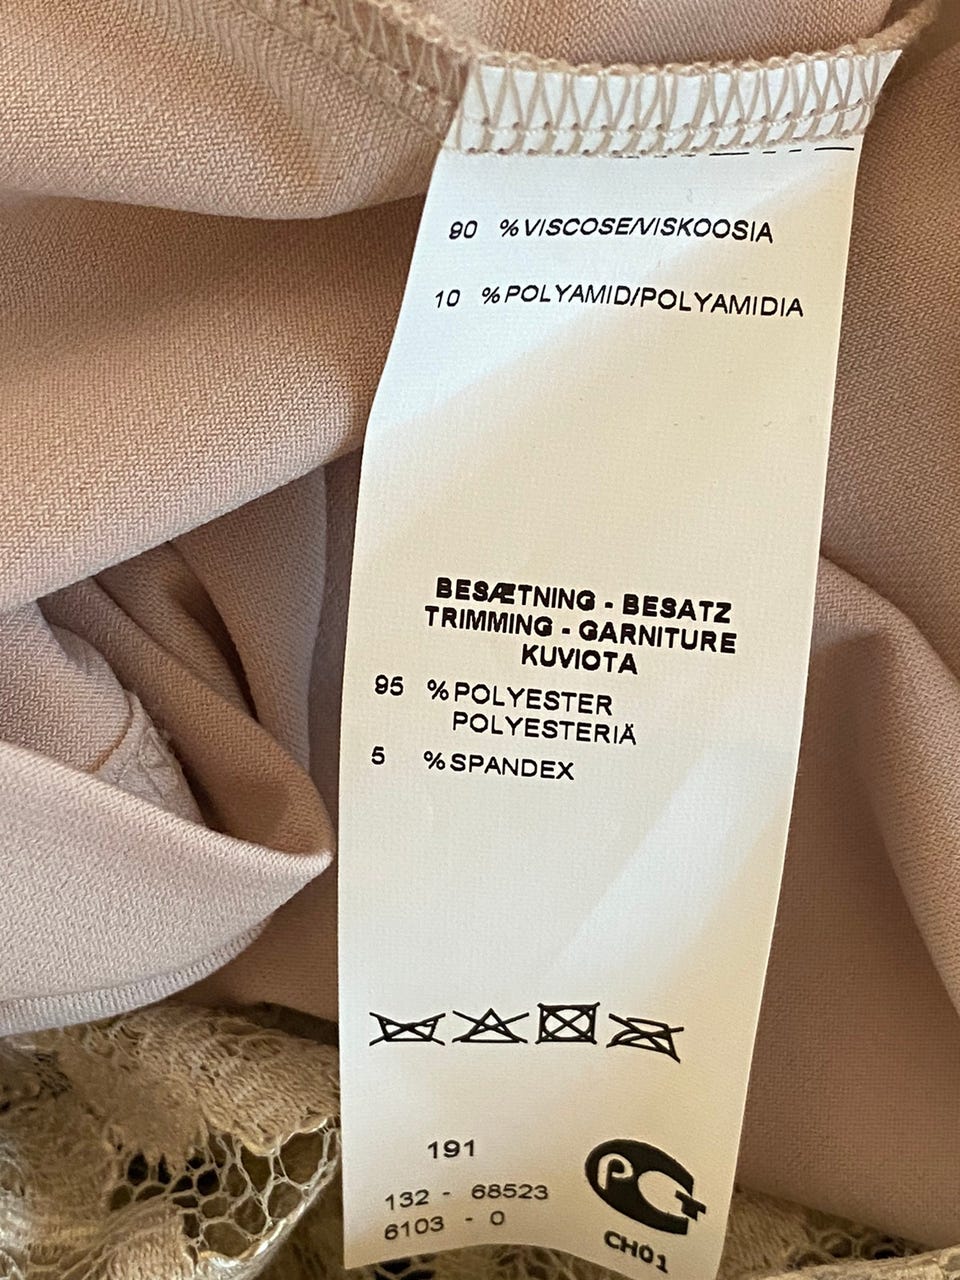 90 %VISCOSE/VISKOOSIA
10 %POLYAMID/POLYAMIDIA
BESÆTNING - BESATZ
TRIMMING - GARNITURE
KUVIOTA
95 %POLYESTER
POLYESTERIÄ
5 %SPANDEX
191
132 - 68523
6103 - 0
PCT
CH01